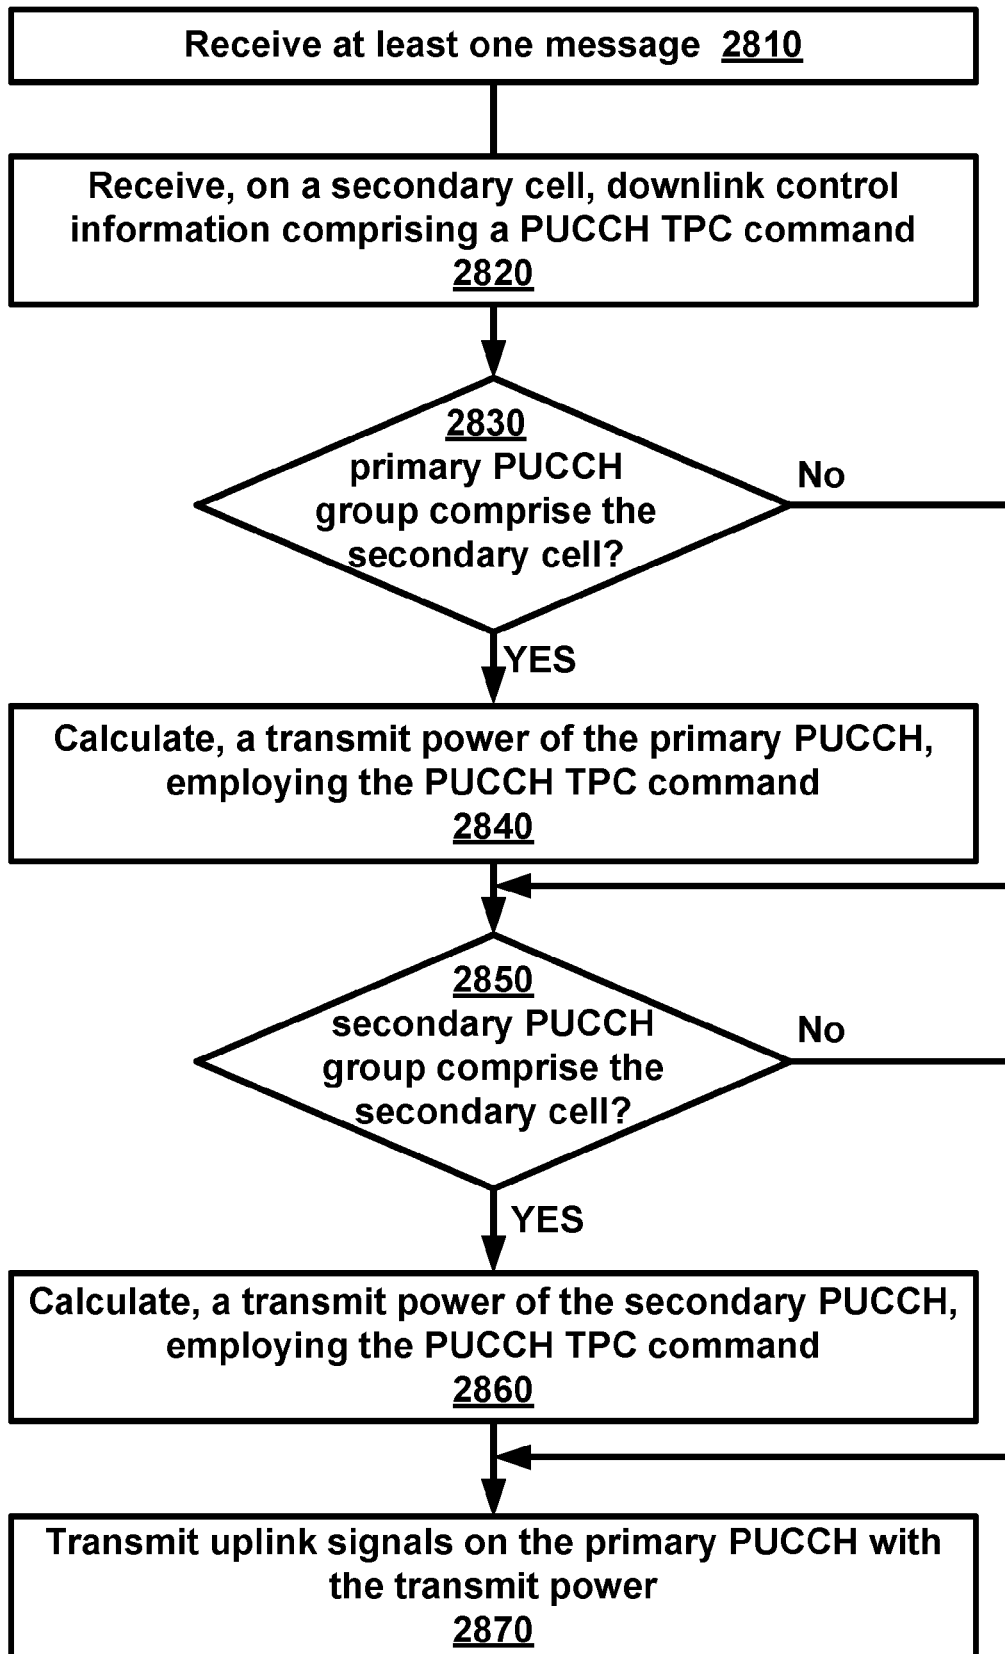 Receive at least one message 2810
Receive, on a secondary cell, downlink control
information comprising a PUCCH TPC command
2820
2830
primary PUCCH
group comprise the
secondary cell?
No
YES
Calculate, a transmit power of the primary PUCCH,
employing the PUCCH TPC command
2840
2850
secondary PUCCH
group comprise the
secondary cell?
No
YES
Calculate, a transmit power of the secondary PUCCH,
employing the PUCCH TPC command
2860
Transmit uplink signals on the primary PUCCH with
the transmit power
2870